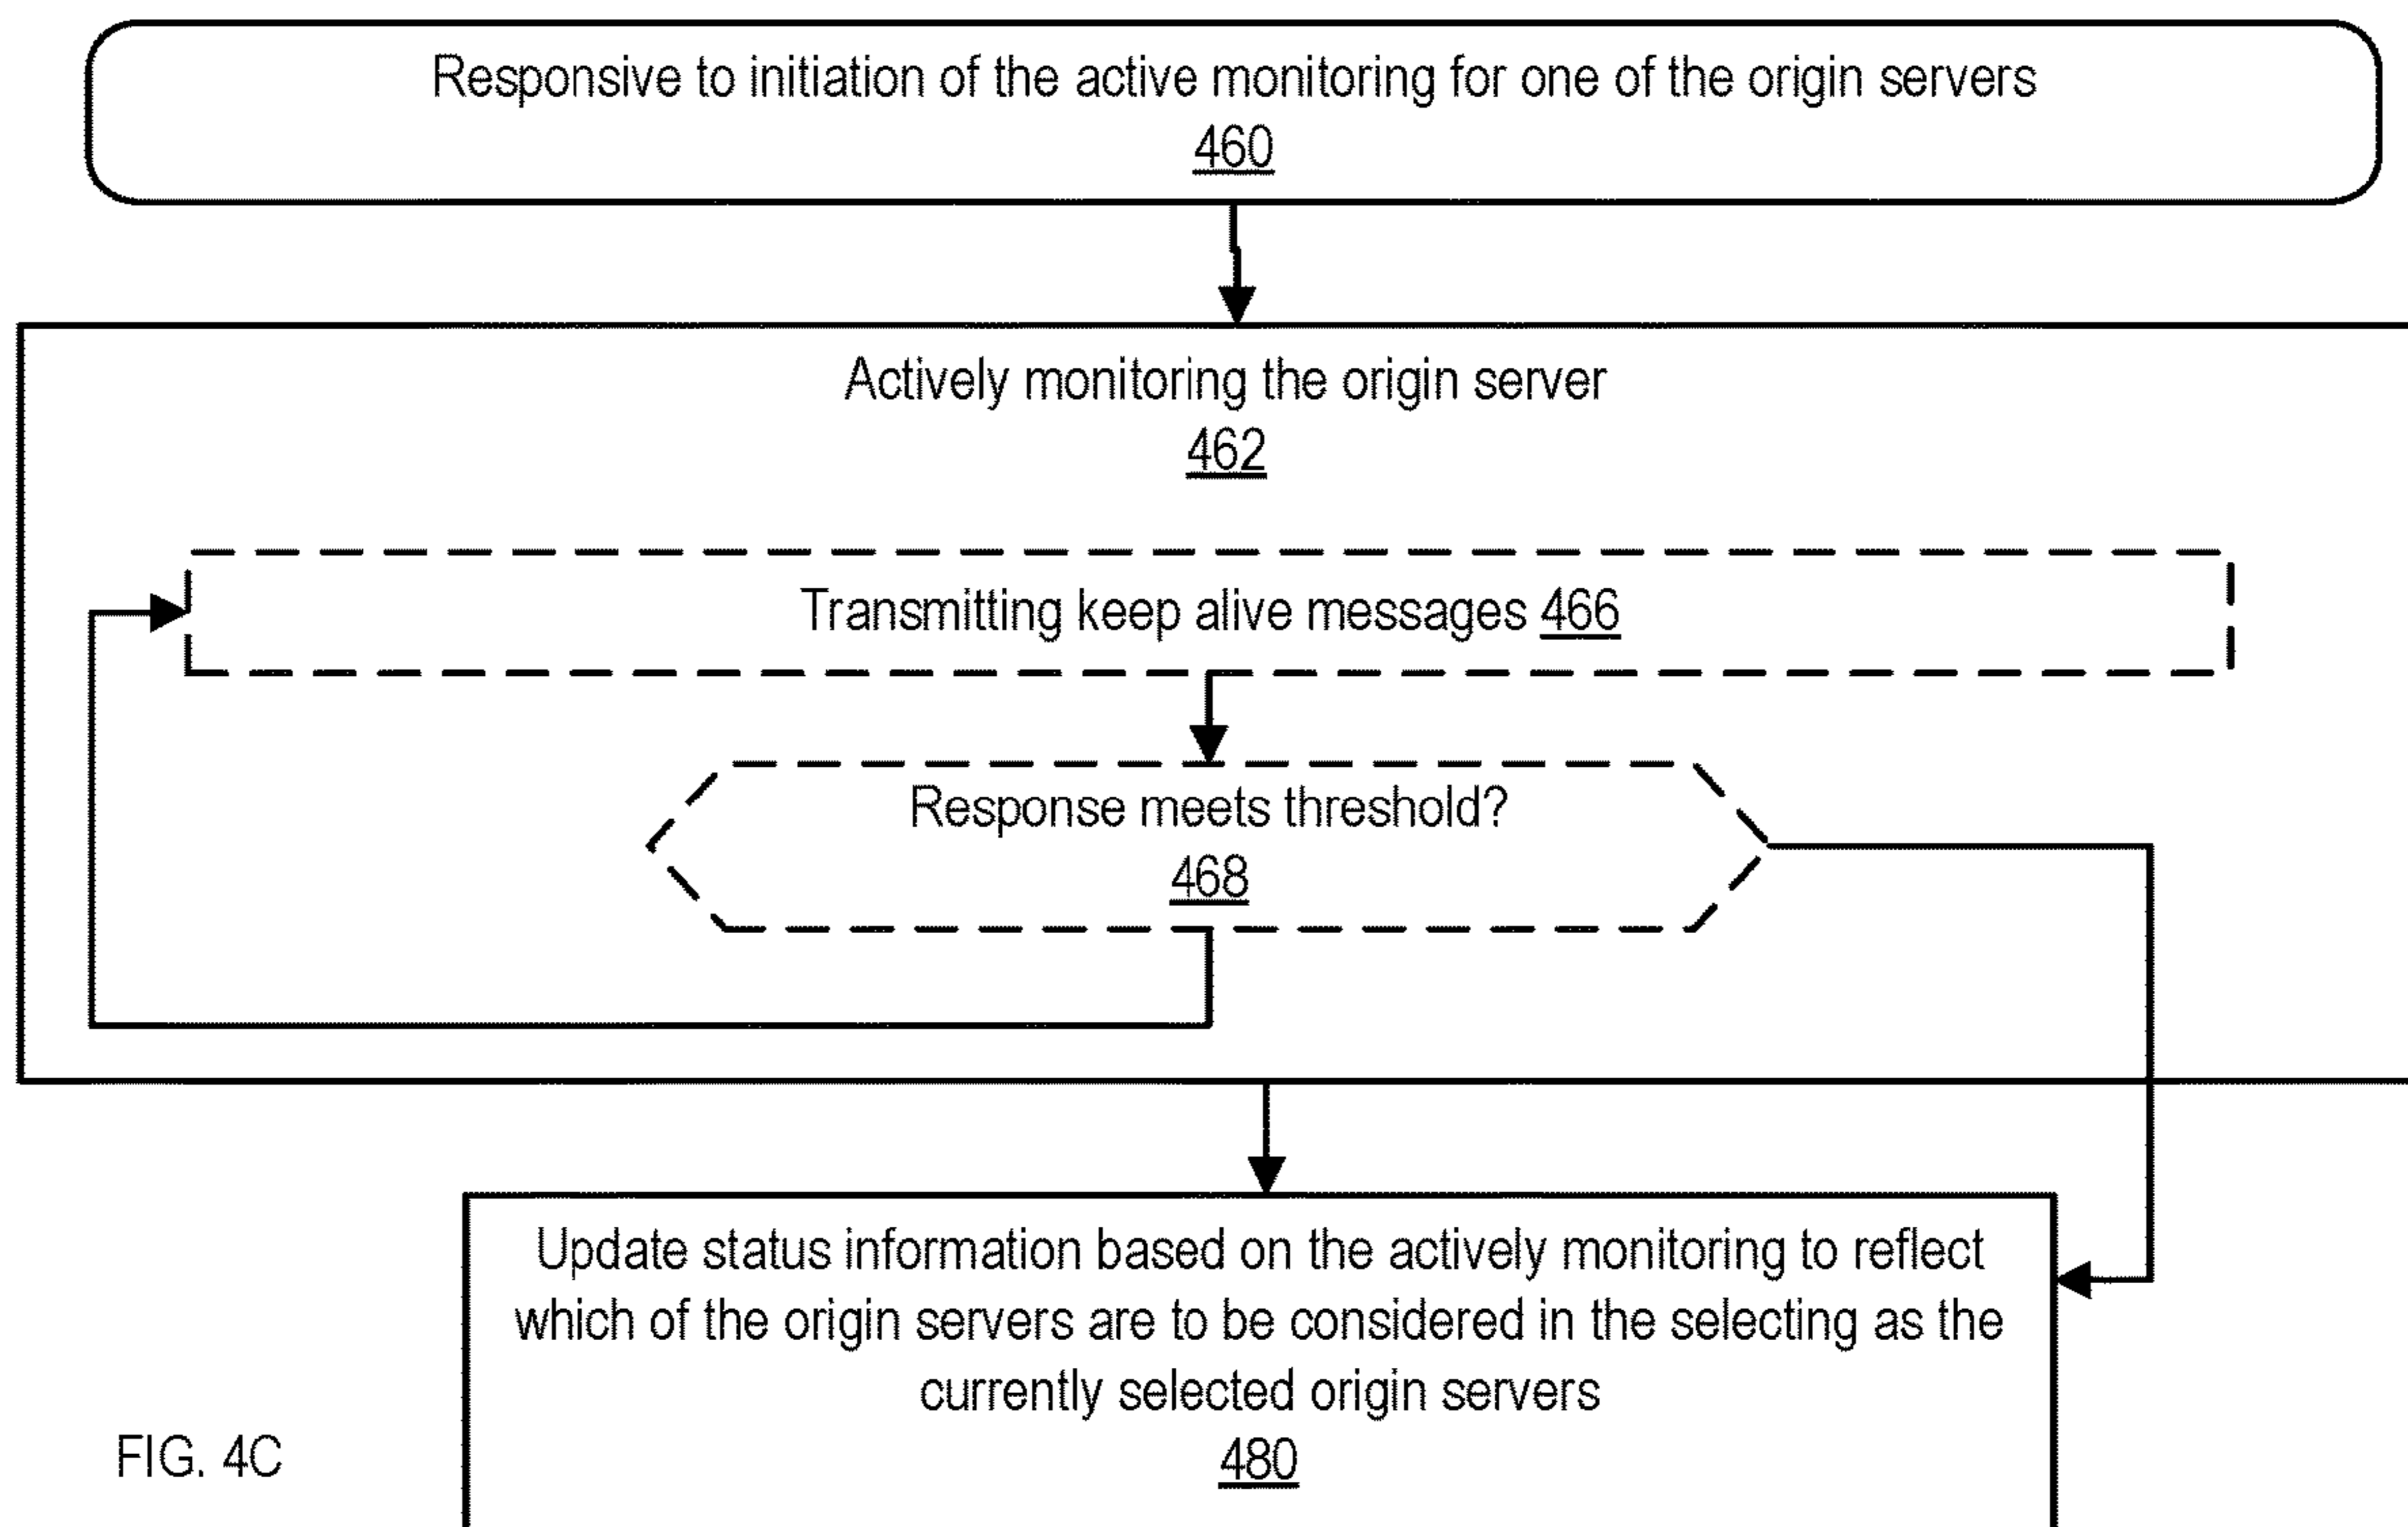 Responsive to initiation of the active monitoring for one of the origin servers
460
Actively monitoring the origin server
462
Transmitting keep alive messages 466
Response meets threshold?
468
Update status information based on the actively monitoring to reflect
which of the origin servers are to be considered in the selecting as the
currently selected origin servers
480
FIG. 4C